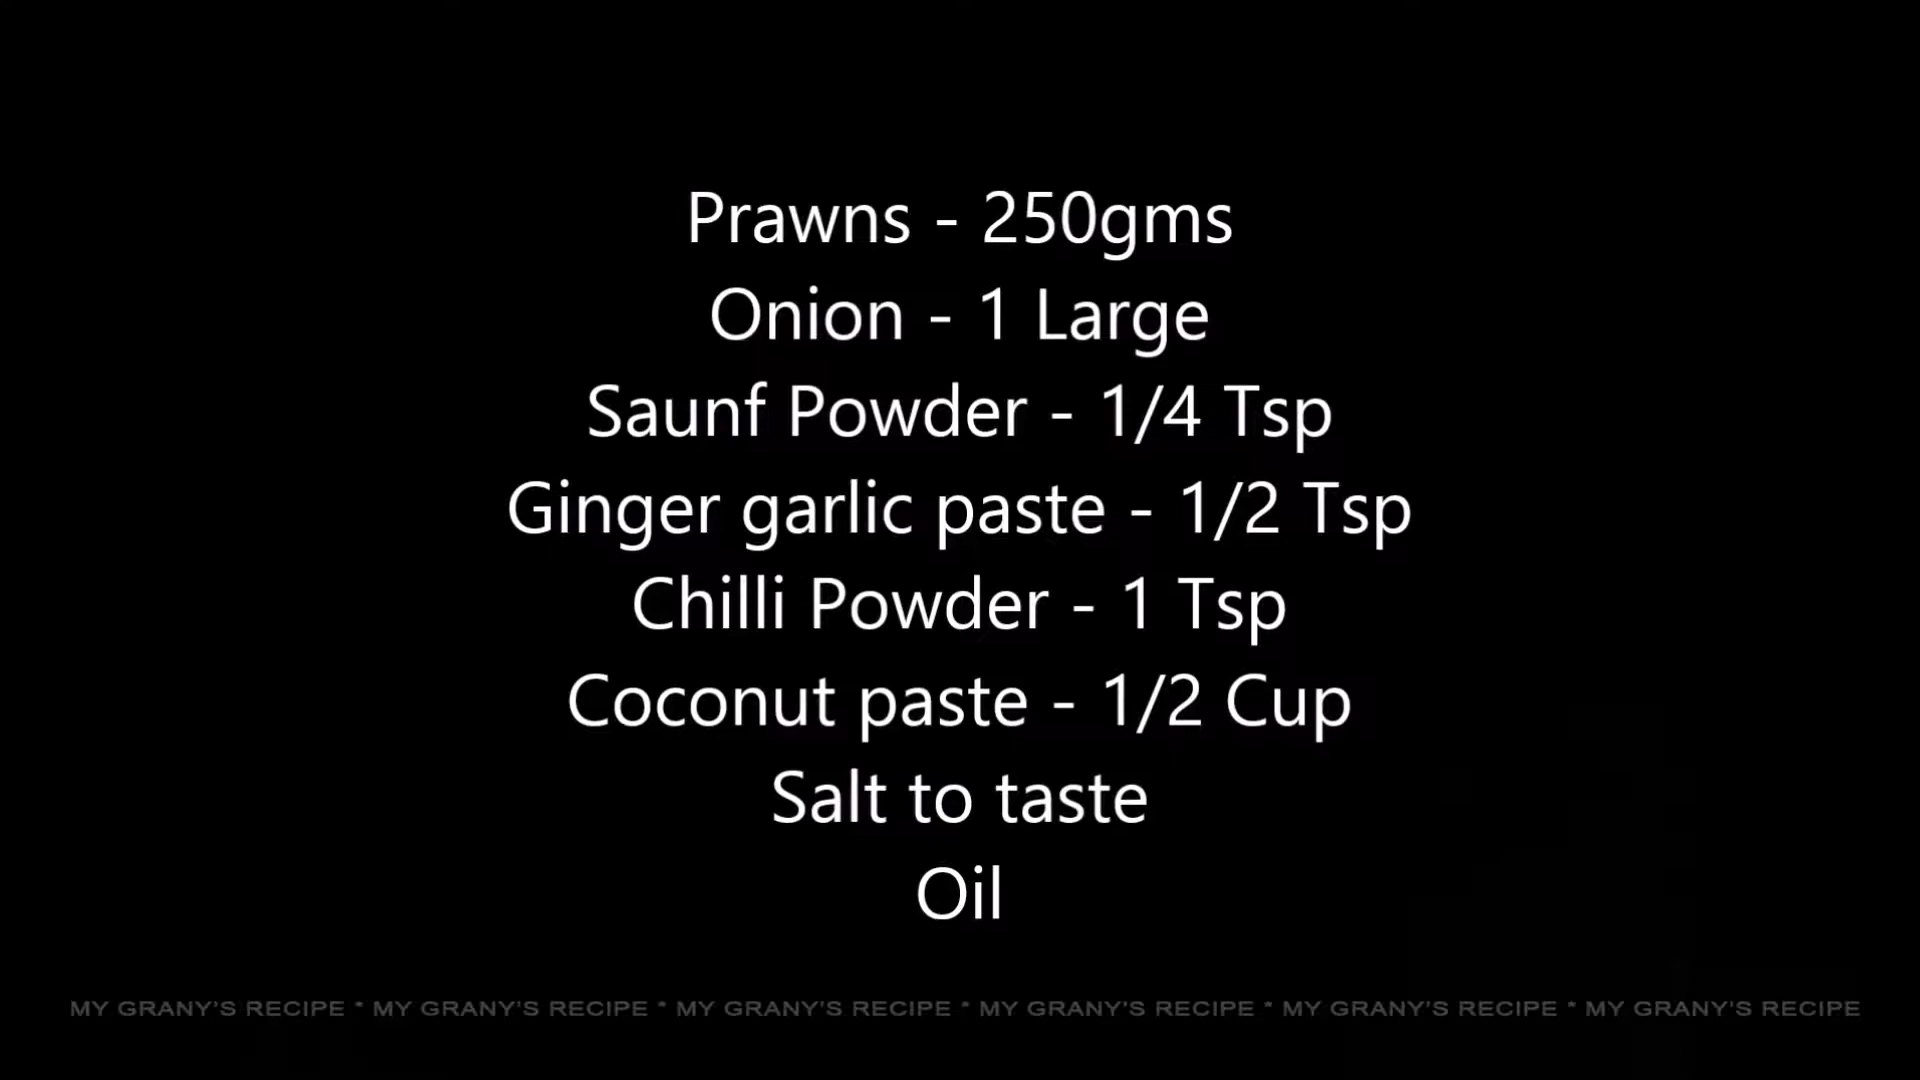 Prawns - 250gms
Onion - 1 Large
Saunf Powder - 1/4 Tsp
Ginger garlic paste - 1/2 Tsp
Chilli Powder - 1 Tsp
Coconut paste - 1/2 Cup
Salt to taste
Oil
MY GRANY'S RECIPE * MY GRANY'S RECIPE * MY GRANY'S RECIPE * MY GRANY'S RECIPE * MY GRANY'S RECIPE * MY GRANY'S RECIPE